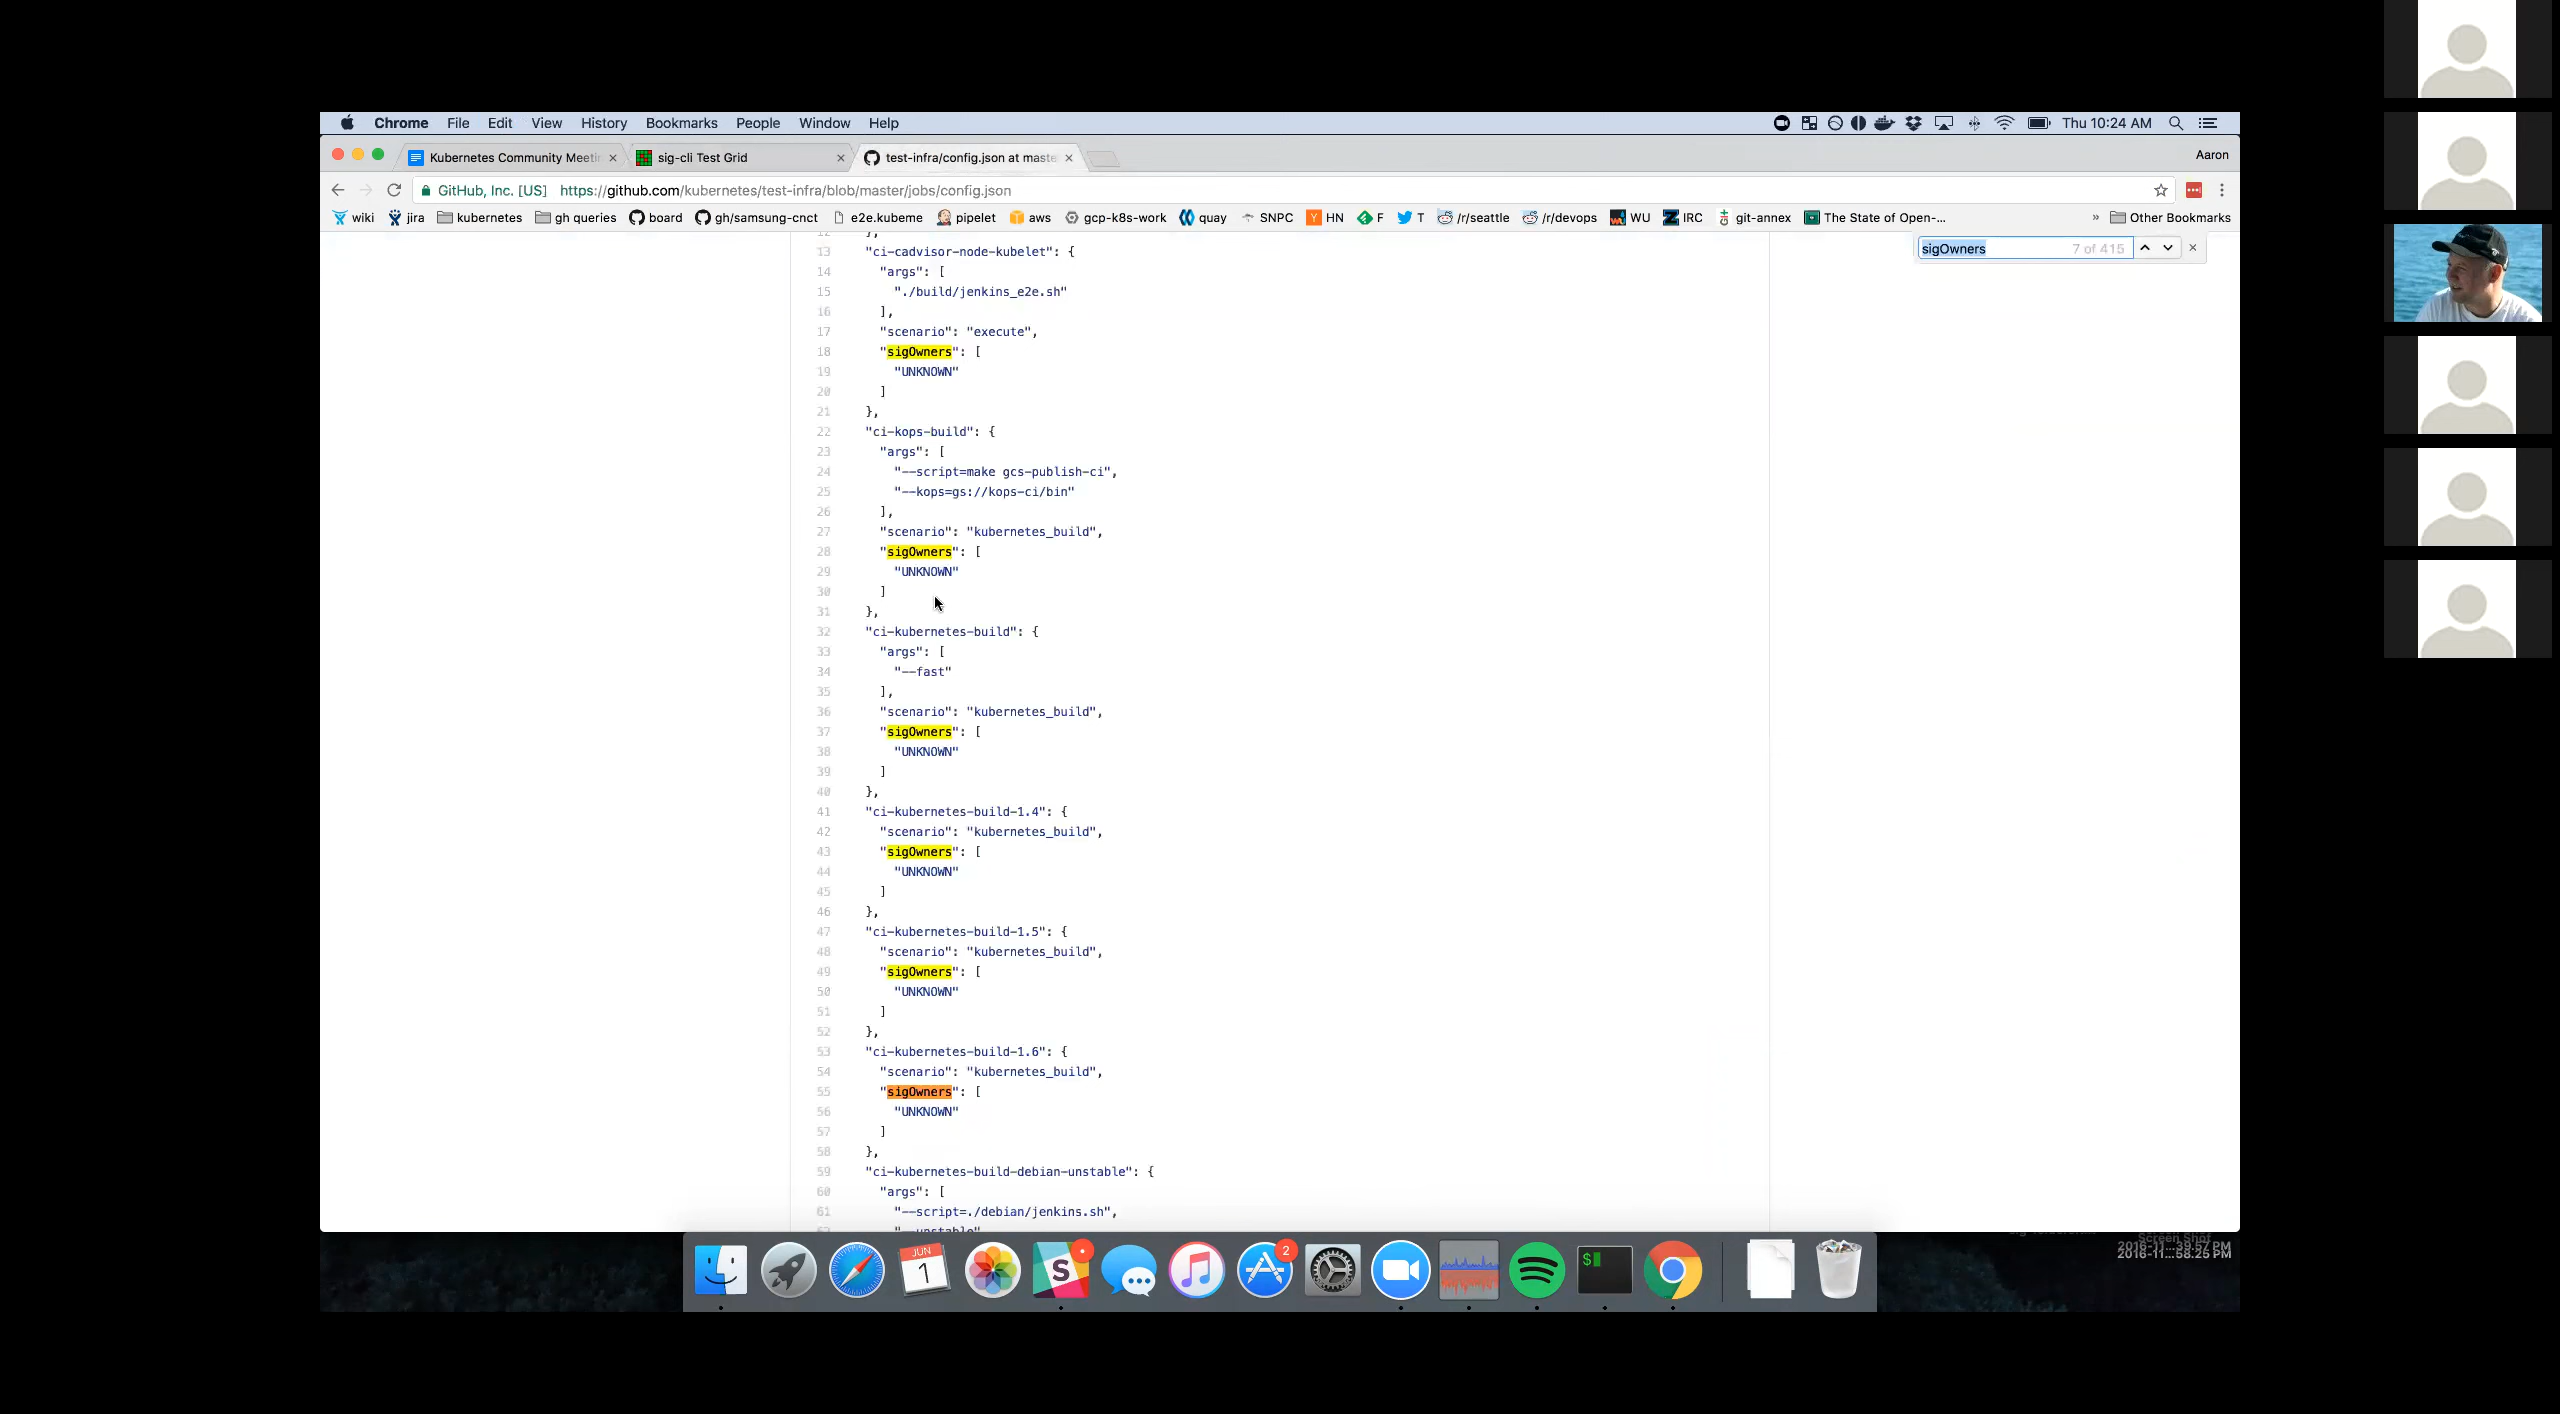 Chrome File Edit View History Bookmarks People Window Help Thu 10:24 AM
Kubernetes Community Meetin sig-cli Test Grid test-infra/config.json at maste Aaron
GitHub, Inc. [US] https://github.com/kubernetes/test-infra/blob/master/jobs/config.json
wiki jira kubernetes gh queries board gh/samsung-cnct e2e.kubeme pipelet aws gcp-k8s-work quay SNPC HN F T /r/seattle /r/devops WU IRC git-annex The State of Open-... » Other Bookmarks
sigOwners 7 of 415
12 },
13 "ci-cadvisor-node-kubelet": {
14 "args": [
15 "./build/jenkins_e2e.sh"
16 ],
17 "scenario": "execute",
18 "sigOwners": [
19 "UNKNOWN"
20 ]
21 },
22 "ci-kops-build": {
23 "args": [
24 "--script=make gcs-publish-ci",
25 "--kops=gs://kops-ci/bin"
26 ],
27 "scenario": "kubernetes_build",
28 "sigOwners": [
29 "UNKNOWN"
30 ]
31 },
32 "ci-kubernetes-build": {
33 "args": [
34 "--fast"
35 ],
36 "scenario": "kubernetes_build",
37 "sigOwners": [
38 "UNKNOWN"
39 ]
40 },
41 "ci-kubernetes-build-1.4": {
42 "scenario": "kubernetes_build",
43 "sigOwners": [
44 "UNKNOWN"
45 ]
46 },
47 "ci-kubernetes-build-1.5": {
48 "scenario": "kubernetes_build",
49 "sigOwners": [
50 "UNKNOWN"
51 ]
52 },
53 "ci-kubernetes-build-1.6": {
54 "scenario": "kubernetes_build",
55 "sigOwners": [
56 "UNKNOWN"
57 ]
58 },
59 "ci-kubernetes-build-debian-unstable": {
60 "args": [
61 "--script=./debian/jenkins.sh",
62 "--unstable"
Screen Shot
JUN
1
S
2
$